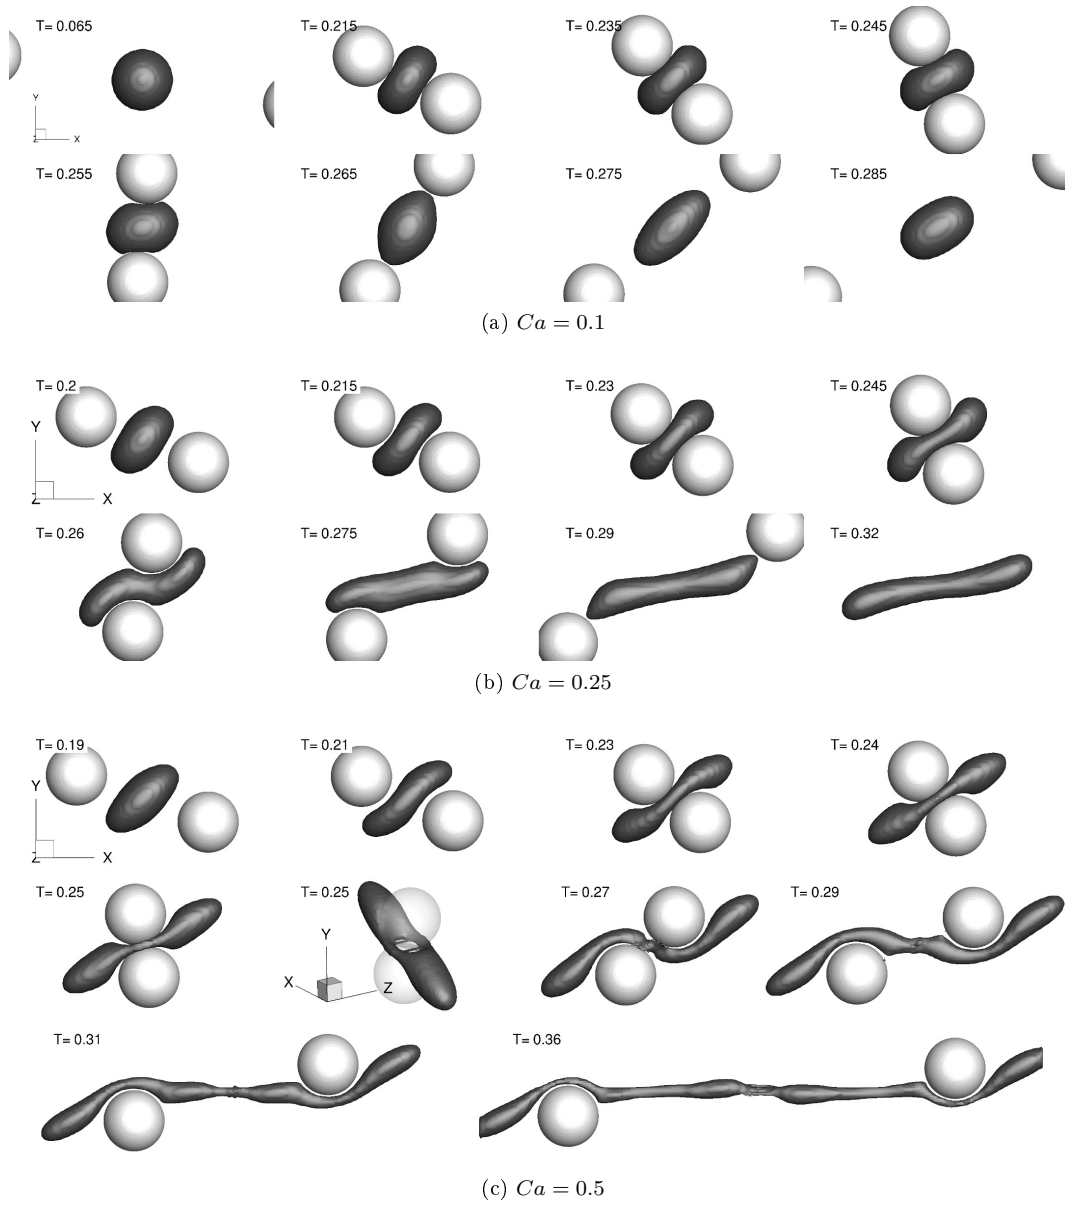 T= 0.065 T= 0.215 T= 0.235 T= 0.245
Y
Z X
T= 0.255 T= 0.265 T= 0.275 T= 0.285
(a) Ca = 0.1
T= 0.2 T= 0.215 T= 0.23 T= 0.245
Y
Z X
T= 0.26 T= 0.275 T= 0.29 T= 0.32
(b) Ca = 0.25
T= 0.19 T= 0.21 T= 0.23 T= 0.24
Y
Z X
T= 0.25 T= 0.25 T= 0.27 T= 0.29
Y
X Z
T= 0.31 T= 0.36
(c) Ca = 0.5